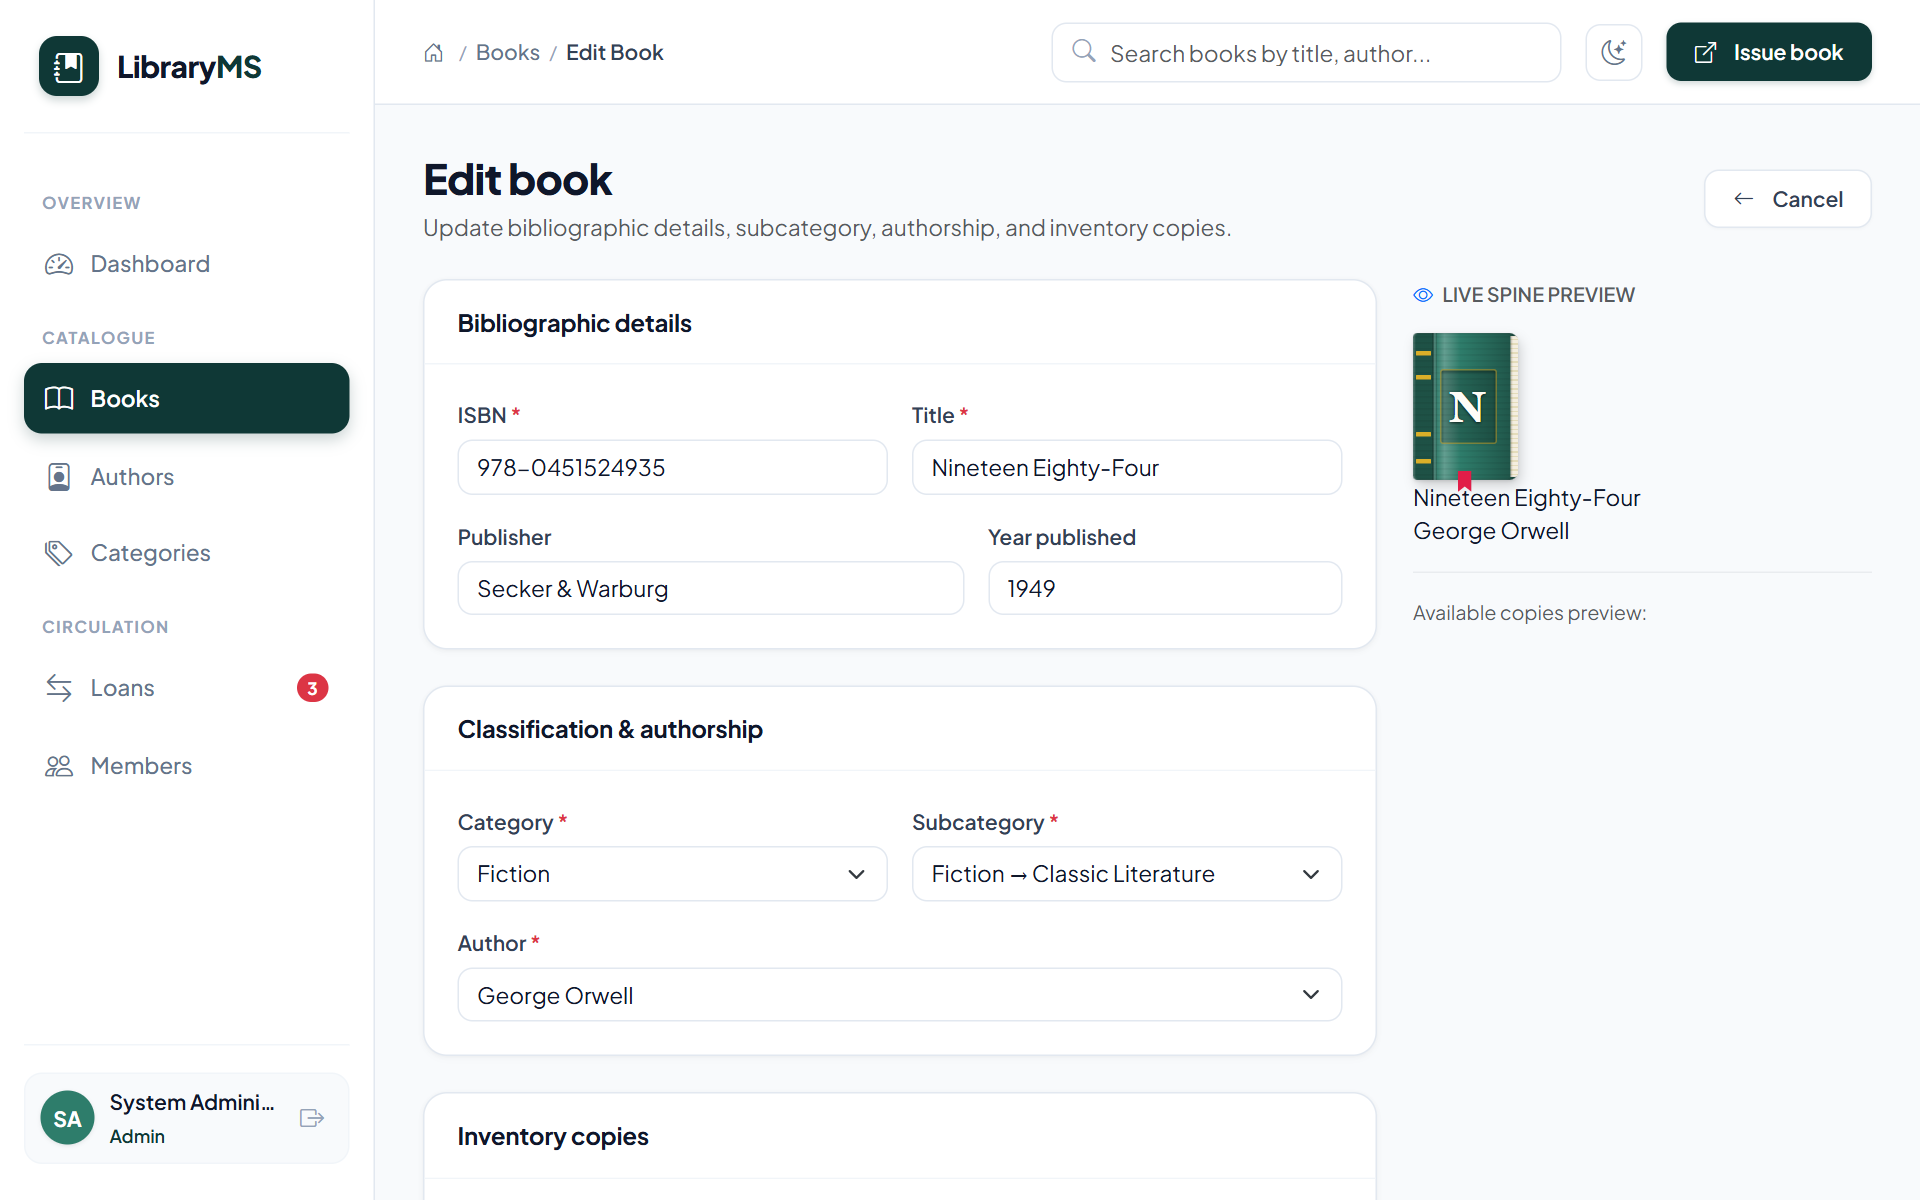 LibraryMS
OVERVIEW
Dashboard
CATALOGUE
Books
Authors
Categories
CIRCULATION
Loans
3
Members
SA
System Admini...
Admin
/ Books / Edit Book
Search books by title, author...
Issue book
Edit book
Update bibliographic details, subcategory, authorship, and inventory copies.
Cancel
Bibliographic details
ISBN *
Title *
978-0451524935
Nineteen Eighty-Four
Publisher
Year published
Secker & Warburg
1949
Classification & authorship
Category *
Subcategory *
Fiction
Fiction → Classic Literature
Author *
George Orwell
Inventory copies
LIVE SPINE PREVIEW
N
Nineteen Eighty-Four
George Orwell
Available copies preview: